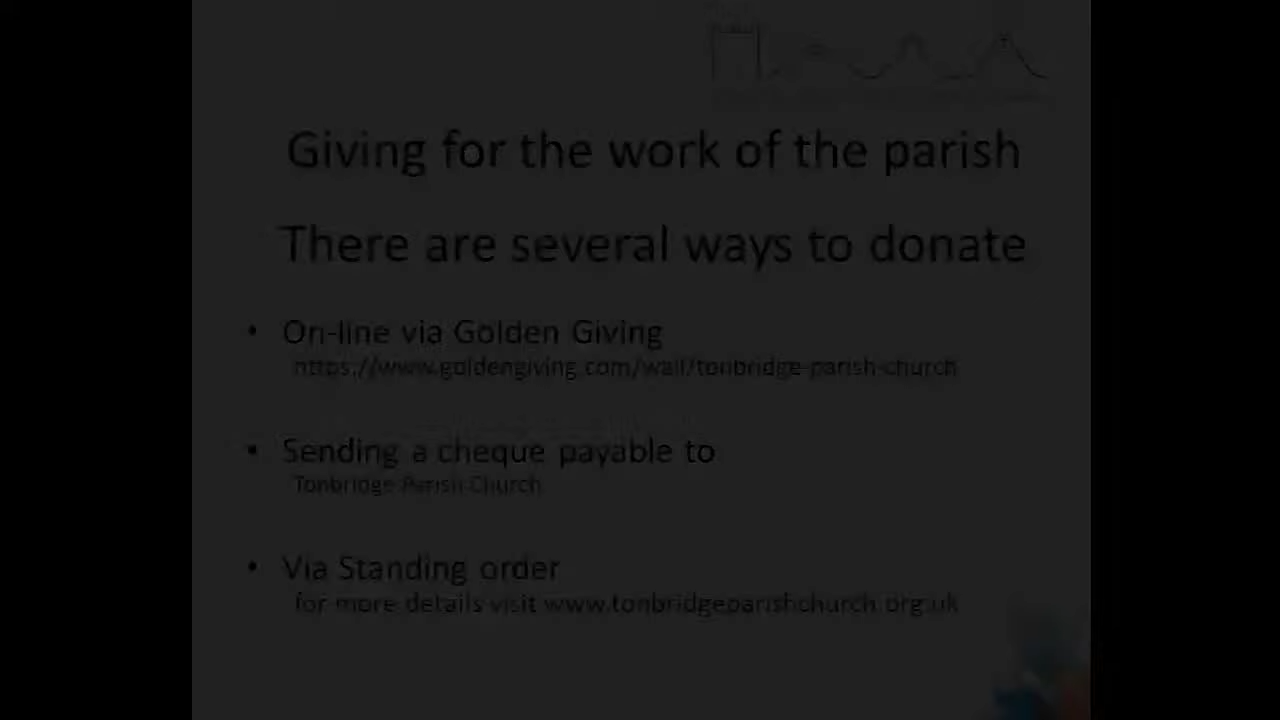 Giving for the work of the parish
There are several ways to donate
• On-line via Golden Giving
https://www.goldengiving.com/wall/tonbridge-parish-church
• Sending a cheque payable to
Tonbridge Parish Church
• Via Standing order
for more details visit www.tonbridgeparishchurch.org.uk